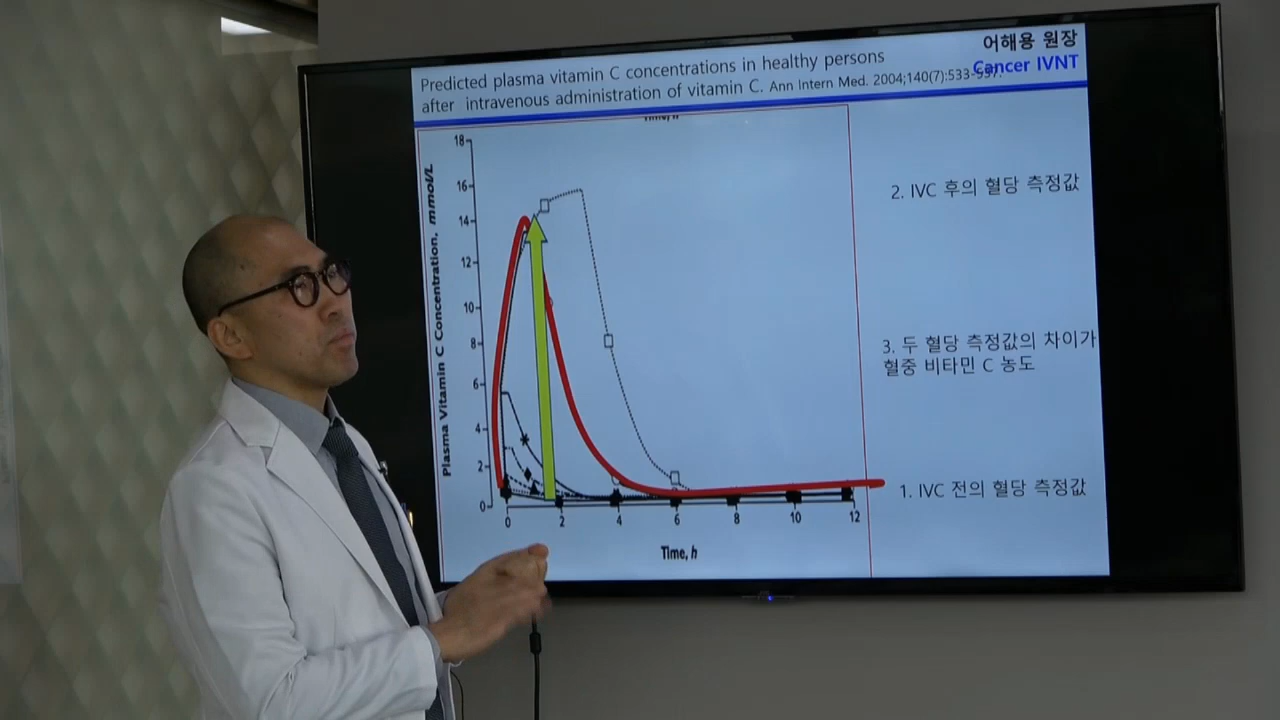 Predicted plasma vitamin C concentrations in healthy persons
after intravenous administration of vitamin C. Ann Intern Med. 2004;140(7):533-537.
어해용 원장
Cancer IVNT
Plasma Vitamin C Concentration, mmol/L
18
16
14
12
10
8
6
4
2
0
0 2 4 6 8 10 12
Time, h
2. IVC 후의 혈당 측정값
3. 두 혈당 측정값의 차이가
혈중 비타민 C 농도
1. IVC 전의 혈당 측정값